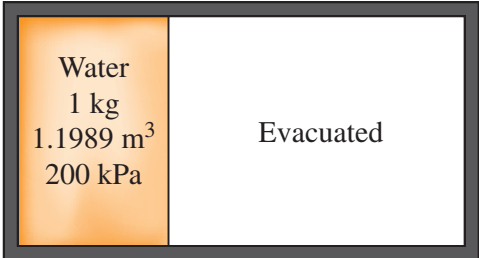 Water
1 kg
1.1989 m³
200 kPa
Evacuated